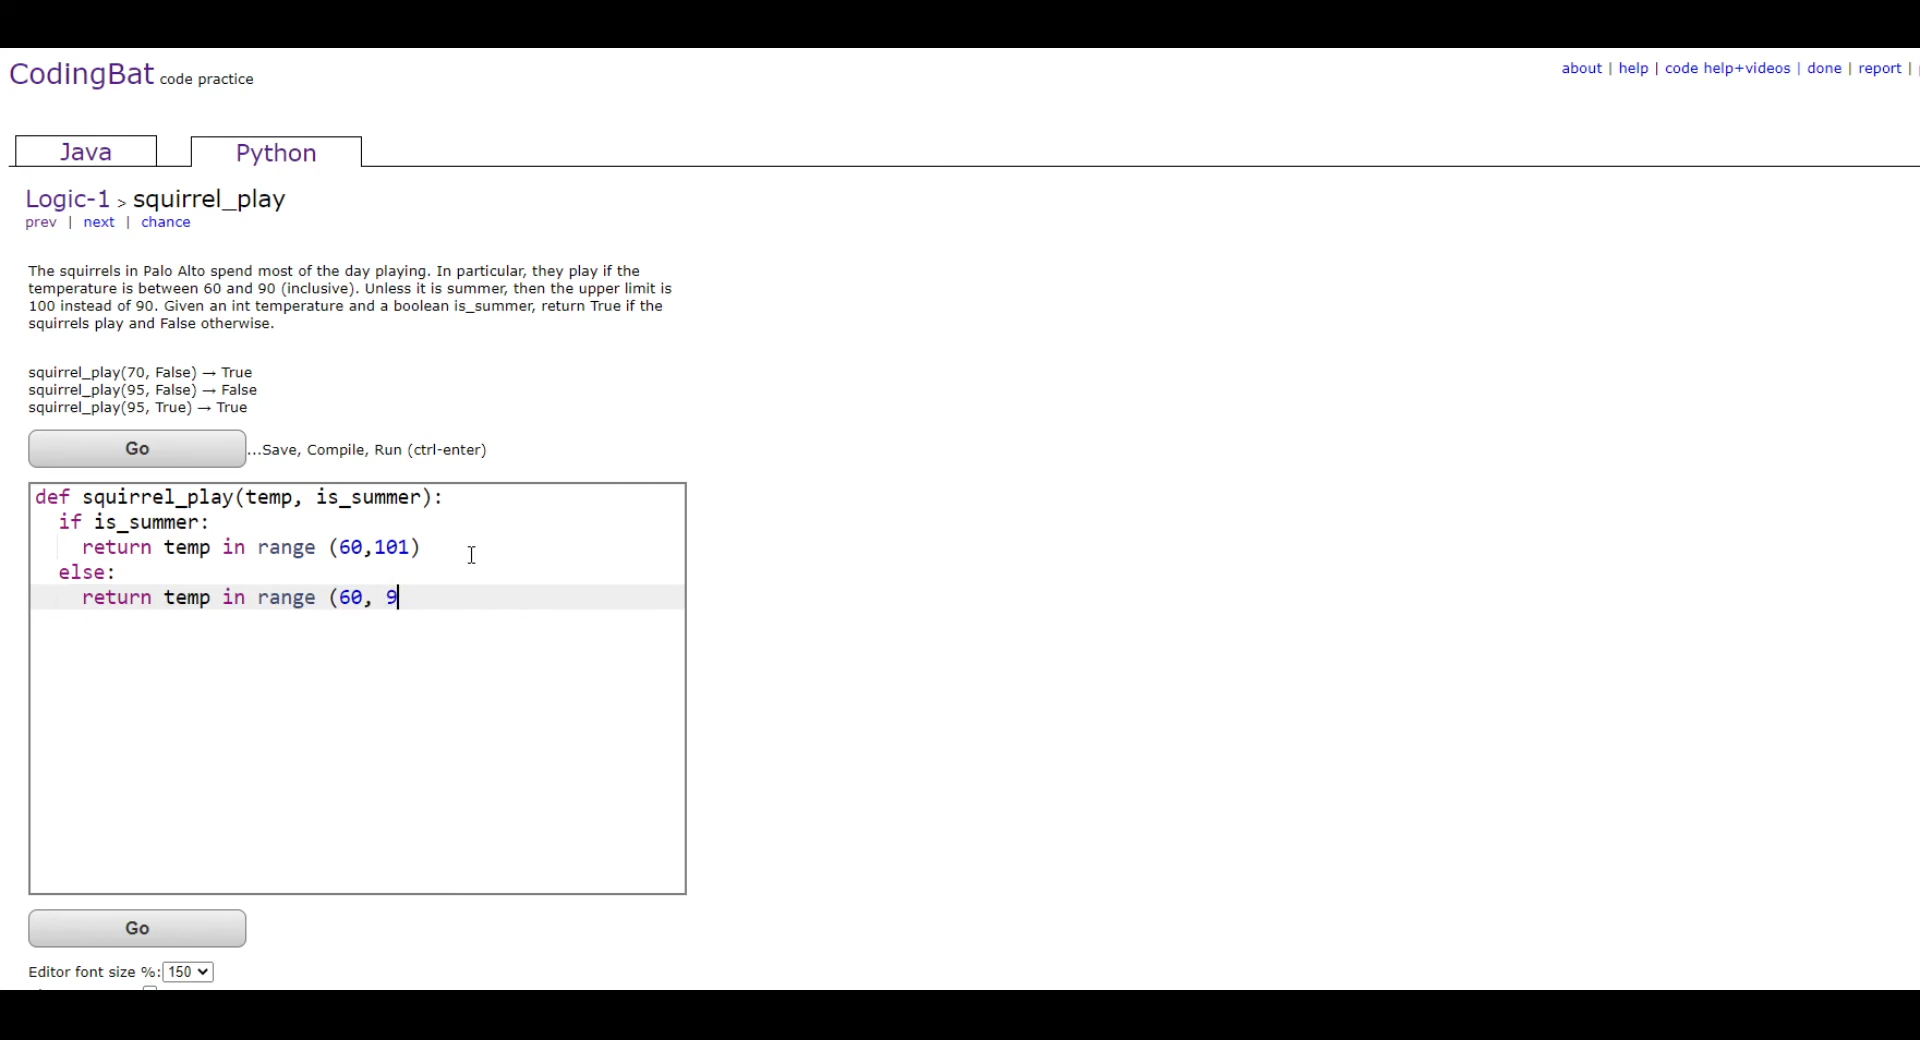 CodingBat code practice
about | help | code help+videos | done | report |
Java
Python
Logic-1 > squirrel_play
prev | next | chance
The squirrels in Palo Alto spend most of the day playing. In particular, they play if the
temperature is between 60 and 90 (inclusive). Unless it is summer, then the upper limit is
100 instead of 90. Given an int temperature and a boolean is_summer, return True if the
squirrels play and False otherwise.
squirrel_play(70, False) → True
squirrel_play(95, False) → False
squirrel_play(95, True) → True
Go ...Save, Compile, Run (ctrl-enter)
def squirrel_play(temp, is_summer):
if is_summer:
return temp in range (60,101)
else:
return temp in range (60, 9
Go
Editor font size %: 150